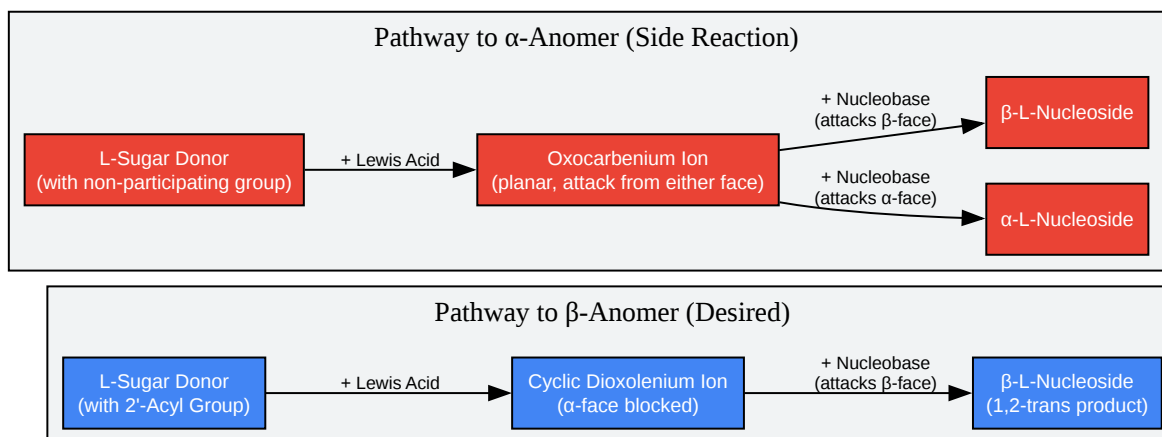 Pathway to α-Anomer (Side Reaction)
L-Sugar Donor
(with non-participating group)
+ Lewis Acid
Oxocarbenium Ion
(planar, attack from either face)
+ Nucleobase
(attacks β-face)
β-L-Nucleoside
+ Nucleobase
(attacks α-face)
α-L-Nucleoside
Pathway to β-Anomer (Desired)
L-Sugar Donor
(with 2'-Acyl Group)
+ Lewis Acid
Cyclic Dioxolenium Ion
(α-face blocked)
+ Nucleobase
(attacks β-face)
β-L-Nucleoside
(1,2-trans product)